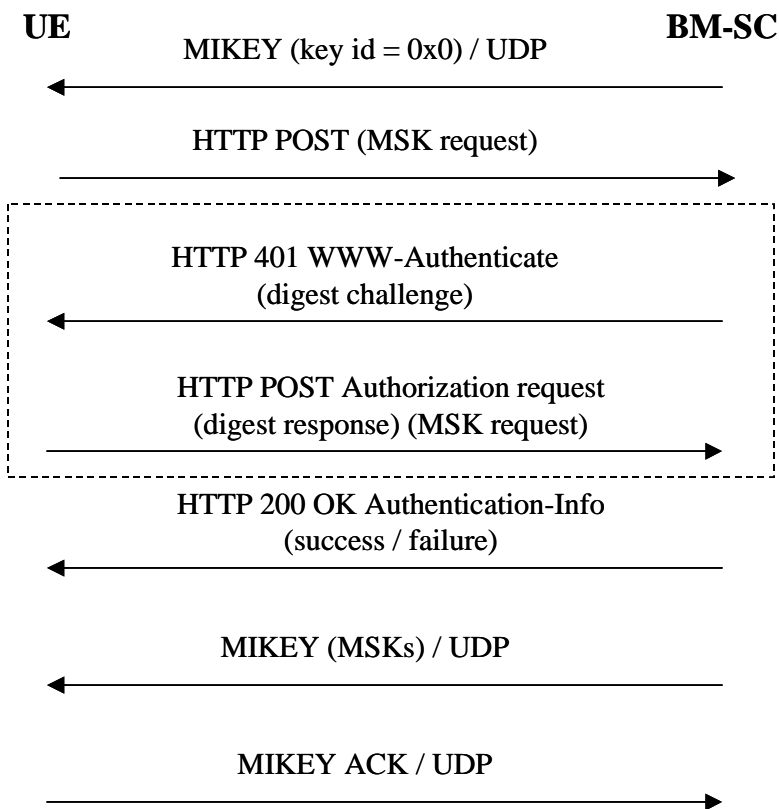 UE
BM-SC
MIKEY (key id = 0x0) / UDP
HTTP POST (MSK request)
HTTP 401 WWW-Authenticate
(digest challenge)
HTTP POST Authorization request
(digest response) (MSK request)
HTTP 200 OK Authentication-Info
(success / failure)
MIKEY (MSKs) / UDP
MIKEY ACK / UDP